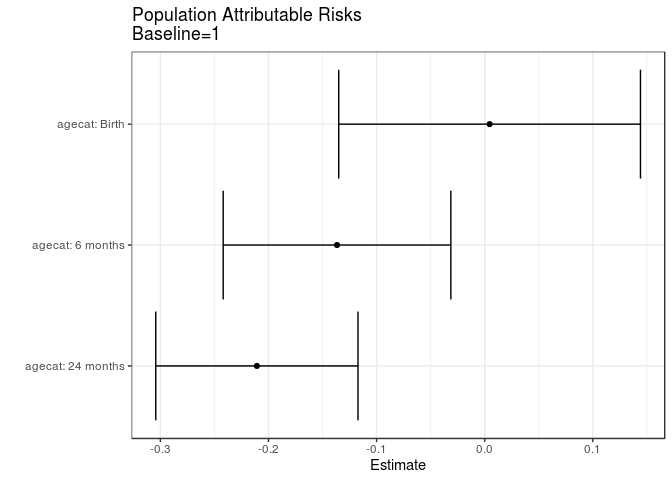 Population Attributable Risks
Baseline=1
agecat: Birth
agecat: 6 months
agecat: 24 months
-0.3 -0.2 -0.1 0.0 0.1
Estimate